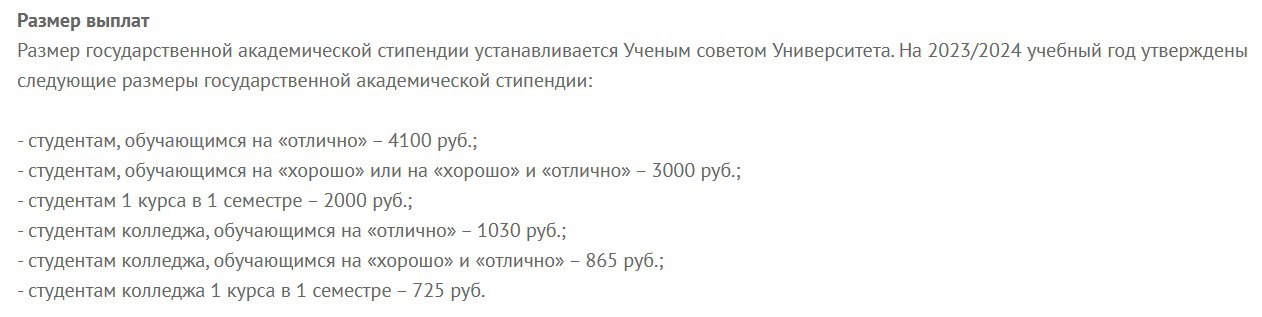 Размер выплат
Размер государственной академической стипендии устанавливается Ученым советом Университета. На 2023/2024 учебный год утверждены
следующие размеры государственной академической стипендии:
- студентам, обучающимся на «отлично» – 4100 руб.;
- студентам, обучающимся на «хорошо» или на «хорошо» и «отлично» – 3000 руб.;
- студентам 1 курса в 1 семестре – 2000 руб.;
- студентам колледжа, обучающимся на «отлично» – 1030 руб.;
- студентам колледжа, обучающимся на «хорошо» и «отлично» – 865 руб.;
- студентам колледжа 1 курса в 1 семестре – 725 руб.